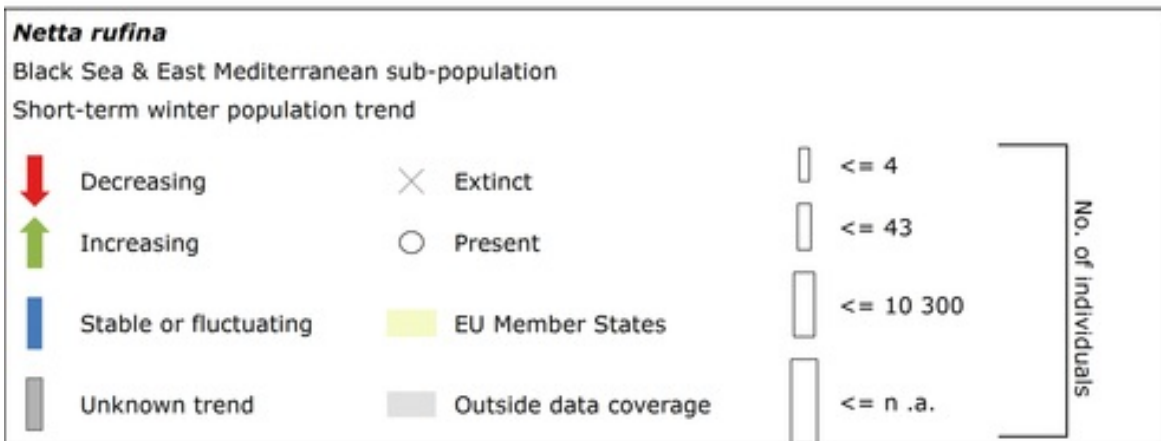 Netta rufina
Black Sea & East Mediterranean sub-population
Short-term winter population trend
Decreasing
Increasing
Stable or fluctuating
Unknown trend
Extinct
Present
EU Member States
Outside data coverage
<= 4
<= 43
<= 10 300
<= n .a.
No. of individuals